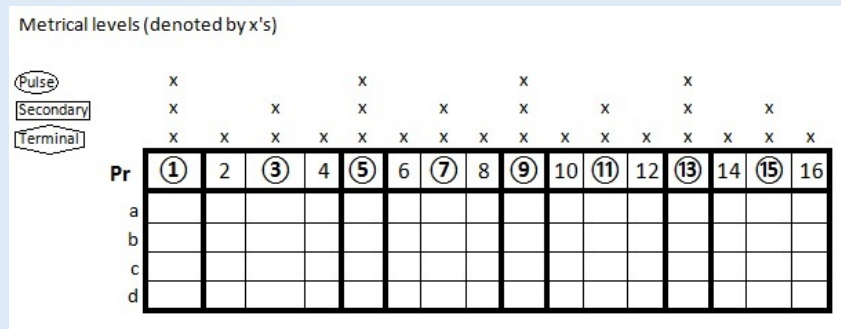 Metrical levels (denoted by x's)
Pulse x x x x
Secondary x x x x x x x x
Terminal x x x x x x x x x x x x x x x x
Pr ① 2 ③ 4 ⑤ 6 ⑦ 8 ⑨ 10 ⑪ 12 ⑬ 14 ⑮ 16
a
b
c
d